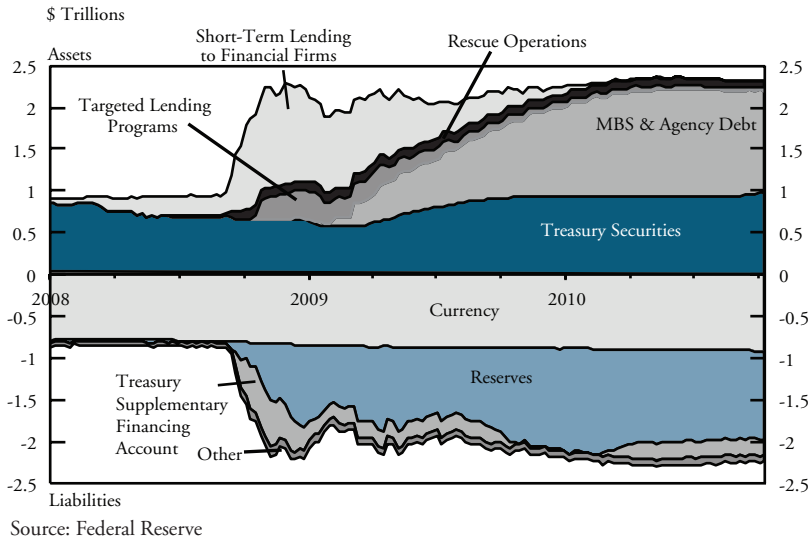 $ Trillions
Short-Term Lending
to Financial Firms
Rescue Operations
Assets
2.5
2.5
Targeted Lending
Programs
2
2
MBS & Agency Debt
1.5
1.5
1
1
Treasury Securities
0.5
0.5
0
0
2008
2009
2010
Currency
-0.5
-0.5
-1
-1
Reserves
Treasury
Supplementary
Financing
Account
-1.5
-1.5
Other
-2
-2
-2.5
-2.5
Liabilities
Source: Federal Reserve